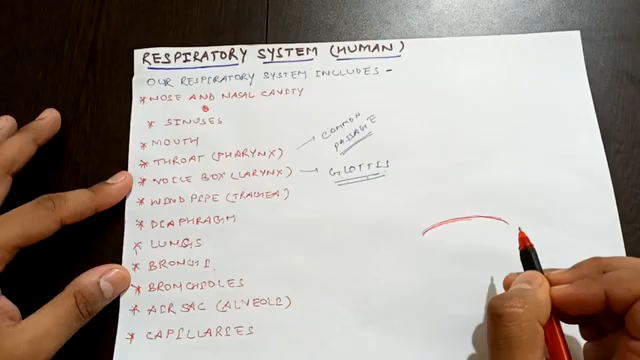 RESPIRATORY SYSTEM (HUMAN)
OUR RESPIRATORY SYSTEM INCLUDES -
* NOSE AND NASAL CAVITY
* SINUSES
* MOUTH
* THROAT (PHARYNX) → COMMON PASSAGE
* VOICE BOX (LARYNX) → GLOTTIS
* WIND PIPE (TRACHEA)
* DIAPHRAGM
* LUNGS
* BRONCHI
* BRONCHIOLES
* AIR SAC (ALVEOLI)
* CAPILLARIES